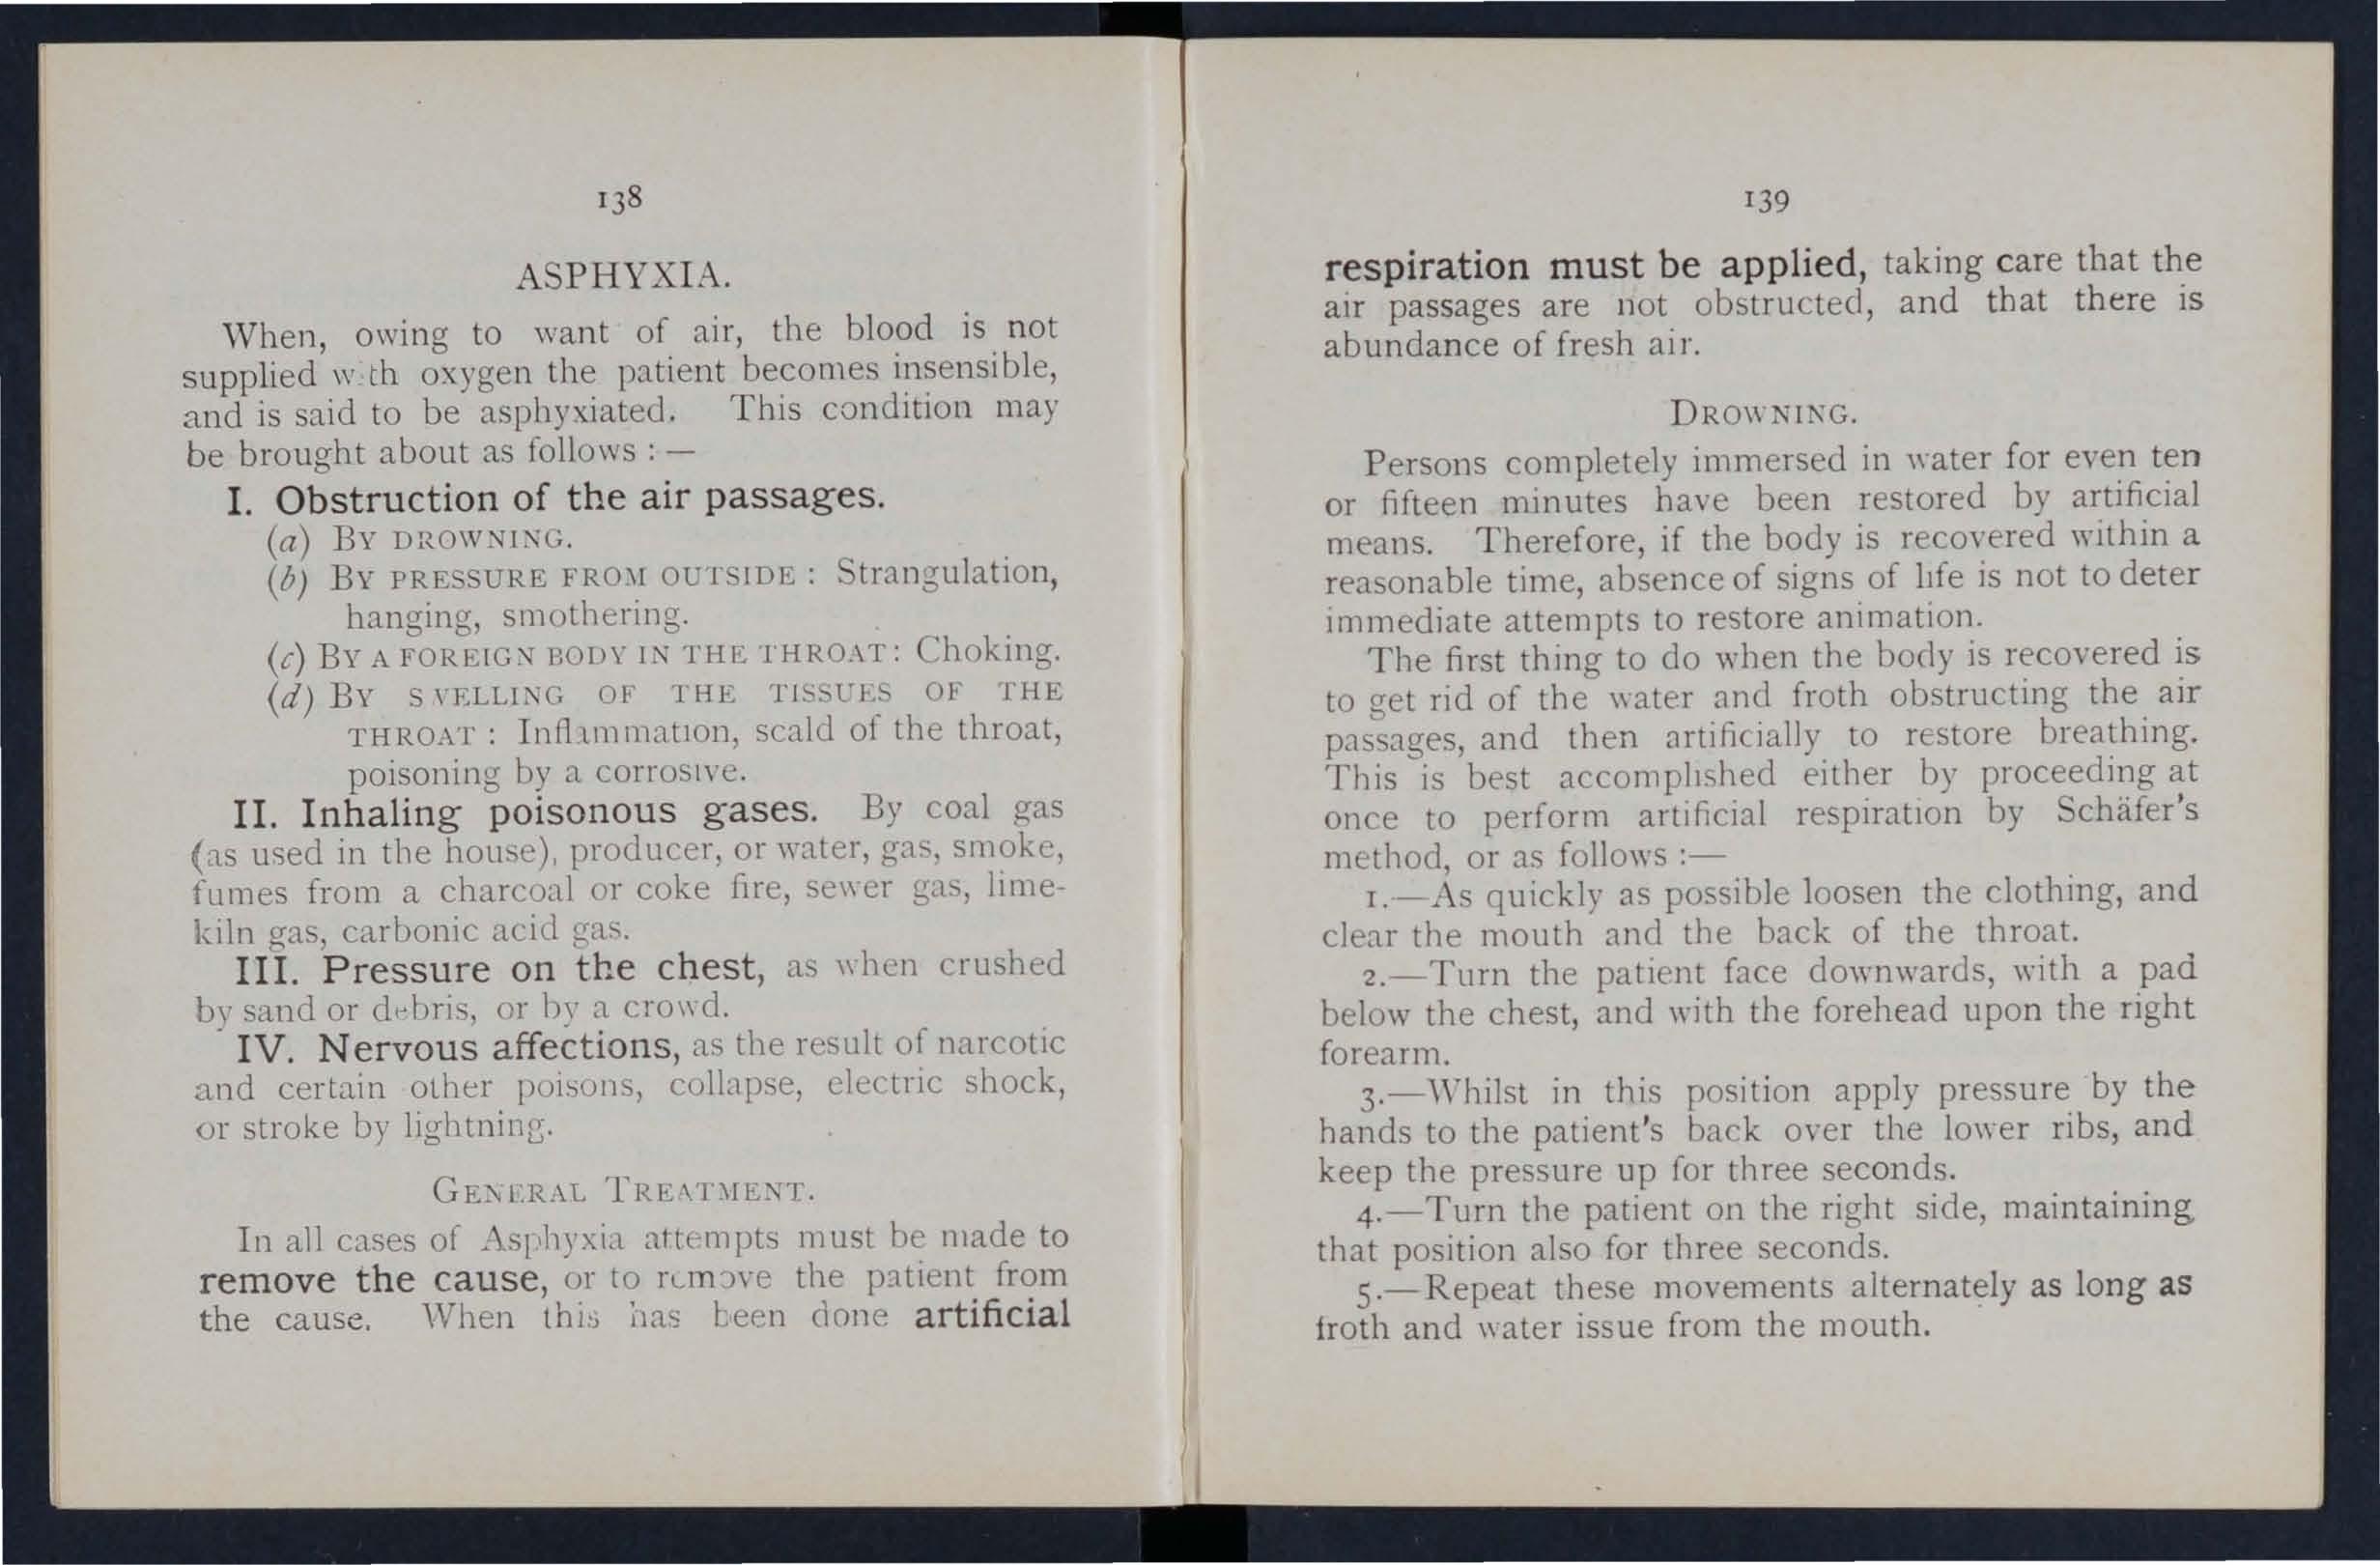 138
ASPHYXIA.
When, owing to want of air, the blood is not
supplied with oxygen the patient becomes insensible,
and is said to be asphyxiated. This condition may
be brought about as follows : —
I. Obstruction of the air passages.
(a) BY DROWNING.
(b) BY PRESSURE FROM OUTSIDE : Strangulation,
hanging, smothering.
(c) BY A FOREIGN BODY IN THE THROAT : Choking.
(d) BY SWELLING OF THE TISSUES OF THE
THROAT : Inflammation, scald of the throat,
poisoning by a corrosive.
II. Inhaling poisonous gases. By coal gas
(as used in the house), producer, or water, gas, smoke,
fumes from a charcoal or coke fire, sewer gas, lime-
kiln gas, carbonic acid gas.
III. Pressure on the chest, as when crushed
by sand or debris, or by a crowd.
IV. Nervous affections, as the result of narcotic
and certain other poisons, collapse, electric shock,
or stroke by lightning.
GENERAL TREATMENT.
In all cases of Asphyxia attempts must be made to
remove the cause, or to remove the patient from
the cause. When this has been done artificial
139
respiration must be applied, taking care that the
air passages are not obstructed, and that there is
abundance of fresh air.
DROWNING.
Persons completely immersed in water for even ten
or fifteen minutes have been restored by artificial
means. Therefore, if the body is recovered within a
reasonable time, absence of signs of life is not to deter
immediate attempts to restore animation.
The first thing to do when the body is recovered is
to get rid of the water and froth obstructing the air
passages, and then artificially to restore breathing.
This is best accomplished either by proceeding at
once to perform artificial respiration by Schäfer's
method, or as follows :—
1.—As quickly as possible loosen the clothing, and
clear the mouth and the back of the throat.
2.—Turn the patient face downwards, with a pad
below the chest, and with the forehead upon the right
forearm.
3.—Whilst in this position apply pressure by the
hands to the patient's back over the lower ribs, and
keep the pressure up for three seconds.
4.—Turn the patient on the right side, maintaining
that position also for three seconds.
5.—Repeat these movements alternately as long as
froth and water issue from the mouth.